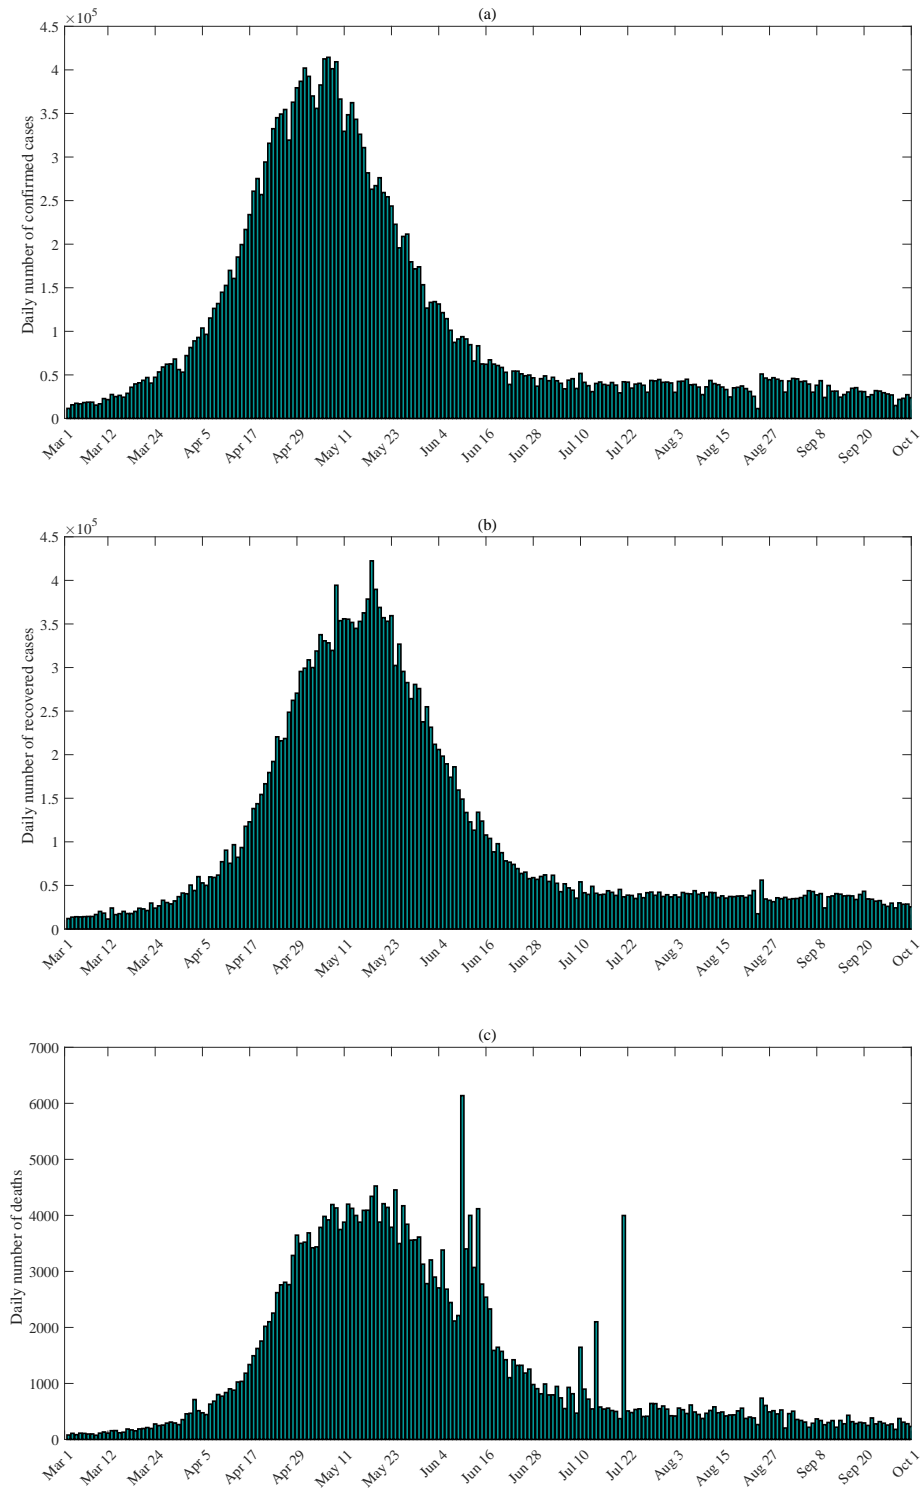 (a)
×10⁵
Daily number of confirmed cases
4.5
4
3.5
3
2.5
2
1.5
1
0.5
0
Mar 1
Mar 12
Mar 24
Apr 5
Apr 17
Apr 29
May 11
May 23
Jun 4
Jun 16
Jun 28
Jul 10
Jul 22
Aug 3
Aug 15
Aug 27
Sep 8
Sep 20
Oct 1
(b)
×10⁵
Daily number of recovered cases
4.5
4
3.5
3
2.5
2
1.5
1
0.5
0
Mar 1
Mar 12
Mar 24
Apr 5
Apr 17
Apr 29
May 11
May 23
Jun 4
Jun 16
Jun 28
Jul 10
Jul 22
Aug 3
Aug 15
Aug 27
Sep 8
Sep 20
Oct 1
(c)
Daily number of deaths
7000
6000
5000
4000
3000
2000
1000
0
Mar 1
Mar 12
Mar 24
Apr 5
Apr 17
Apr 29
May 11
May 23
Jun 4
Jun 16
Jun 28
Jul 10
Jul 22
Aug 3
Aug 15
Aug 27
Sep 8
Sep 20
Oct 1